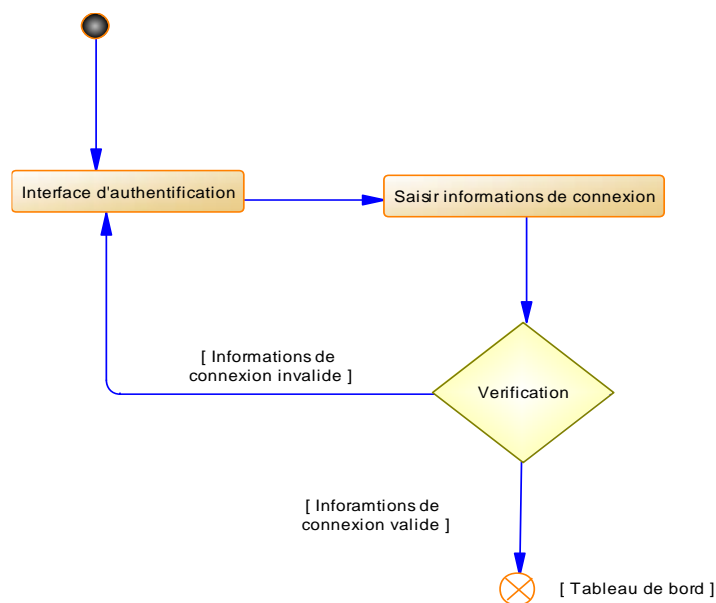 Interface d'authentification
Saisir informations de connexion
[ Informations de
connexion invalide ]
Verification
[ Inforamtions de
connexion valide ]
[ Tableau de bord ]